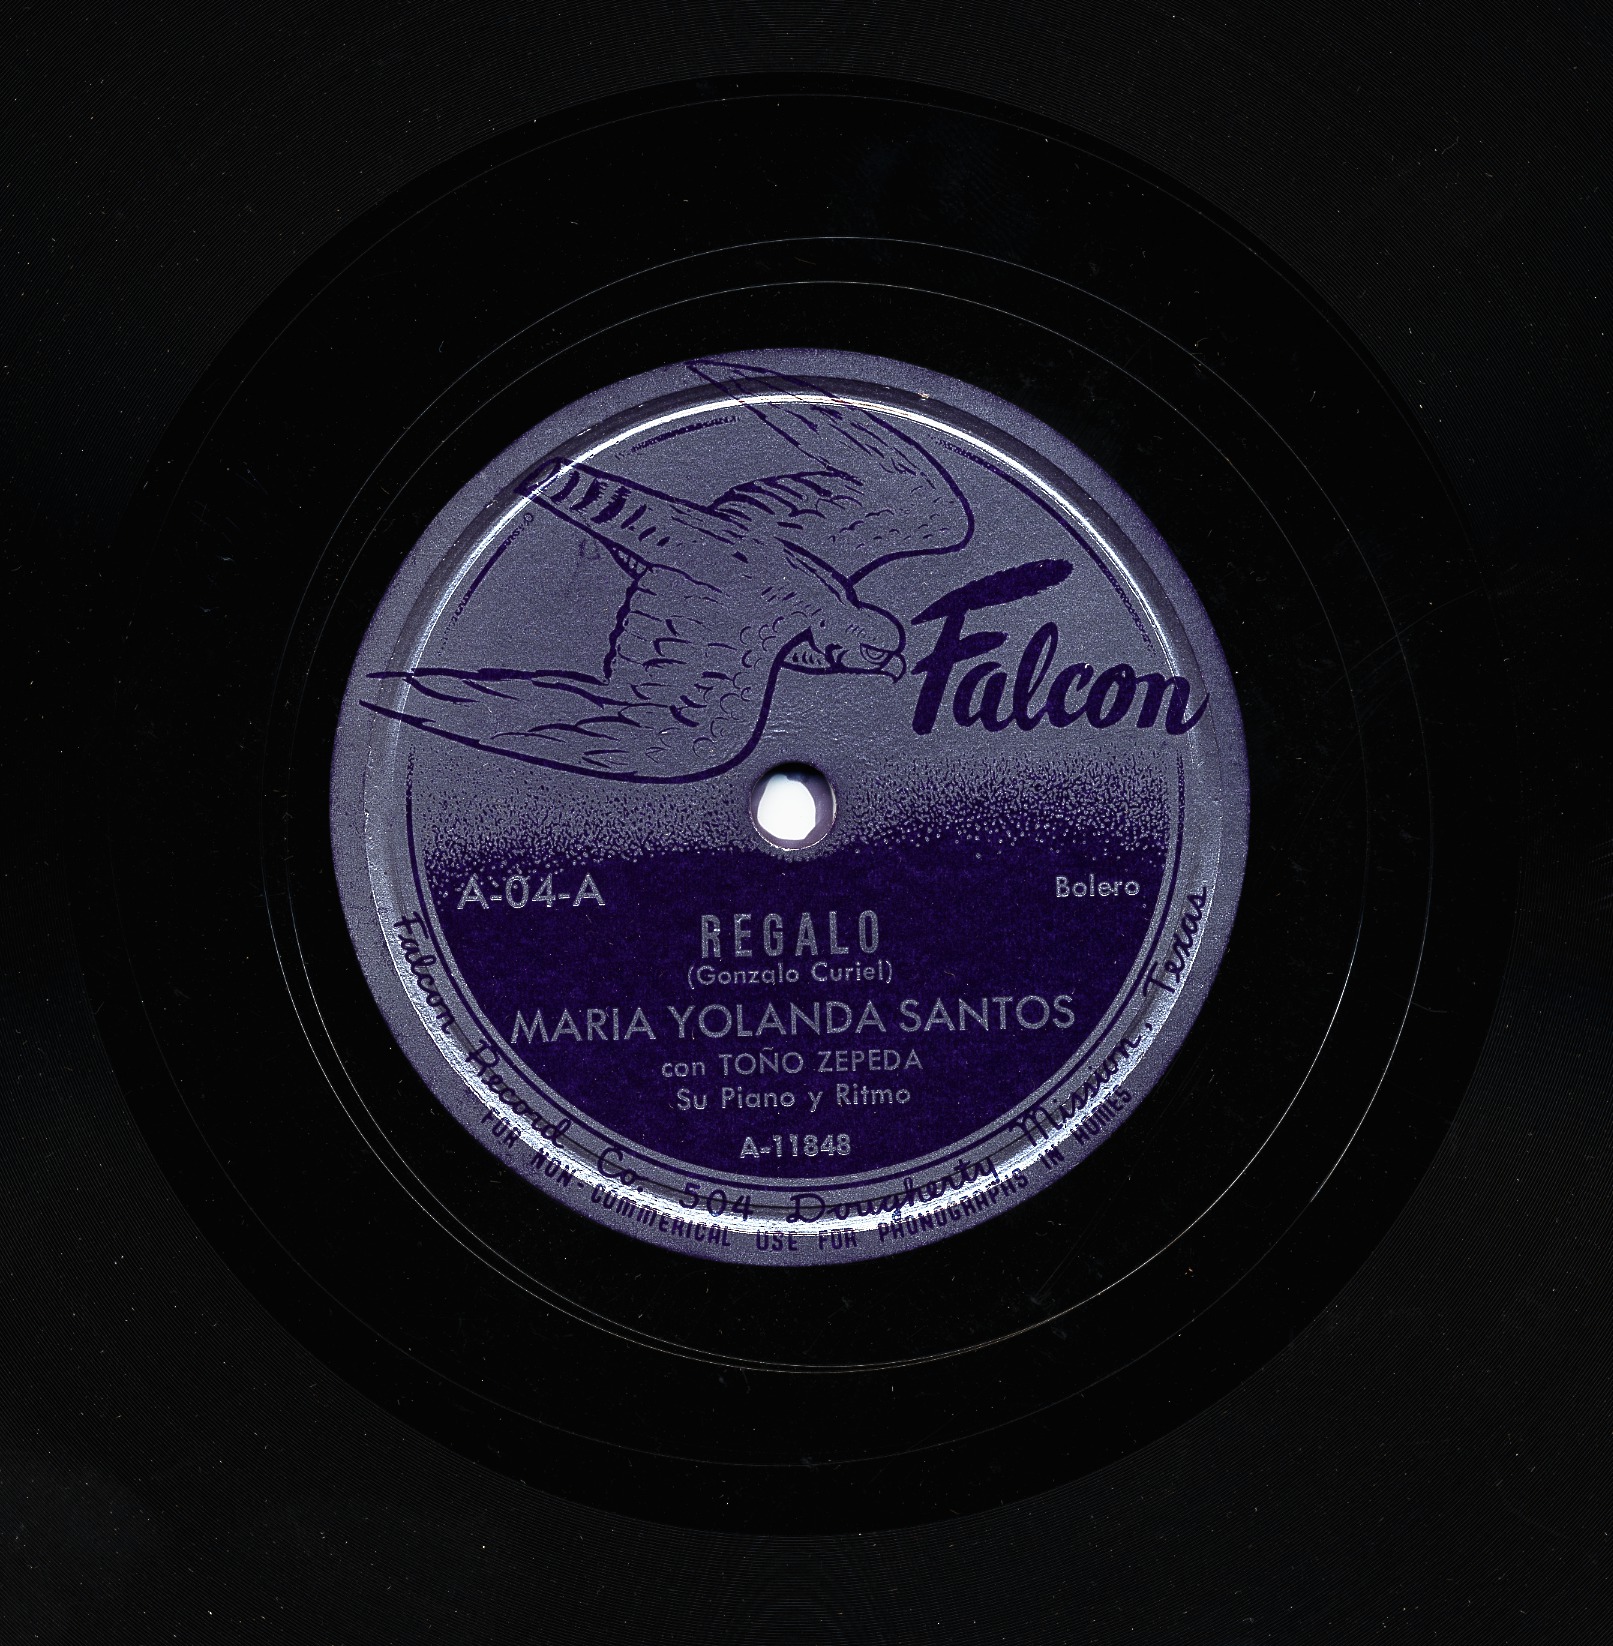 Falcon
A-04-A
Bolero
REGALO
(Gonzalo Curiel)
MARIA YOLANDA SANTOS
con TOÑO ZEPEDA
Su Piano y Ritmo
A-11848
Falcon Record Co. 504 Dougherty Mission, Texas
FOR NON-COMMERICAL USE FOR PHONOGRAPHS IN HOMES